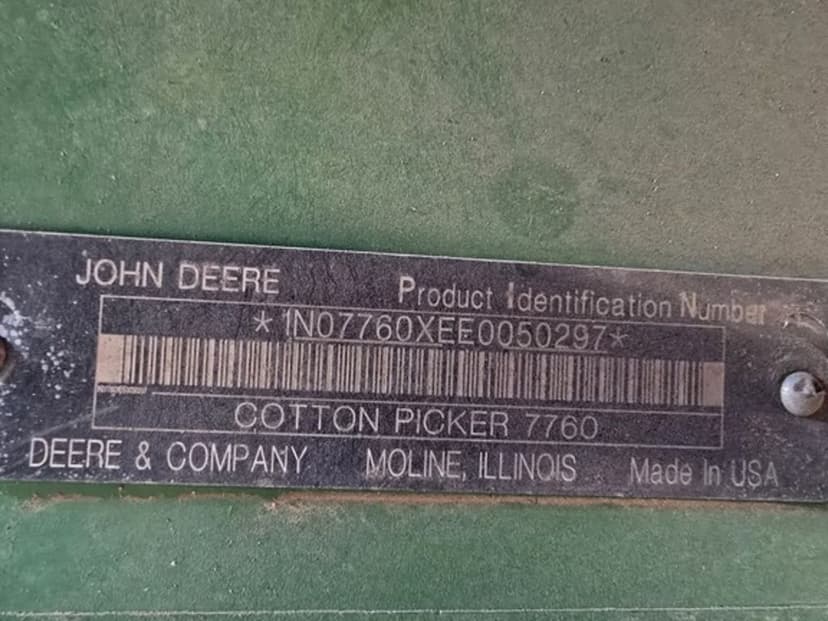 JOHN DEERE Product Identification Number
*1N07760XEE0050297*
COTTON PICKER 7760
DEERE & COMPANY MOLINE, ILLINOIS Made In USA